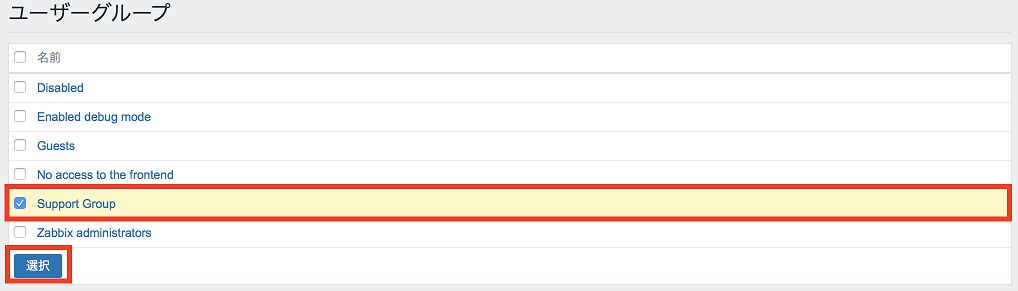 ユーザーグループ
名前
Disabled
Enabled debug mode
Guests
No access to the frontend
Support Group
Zabbix administrators
選択